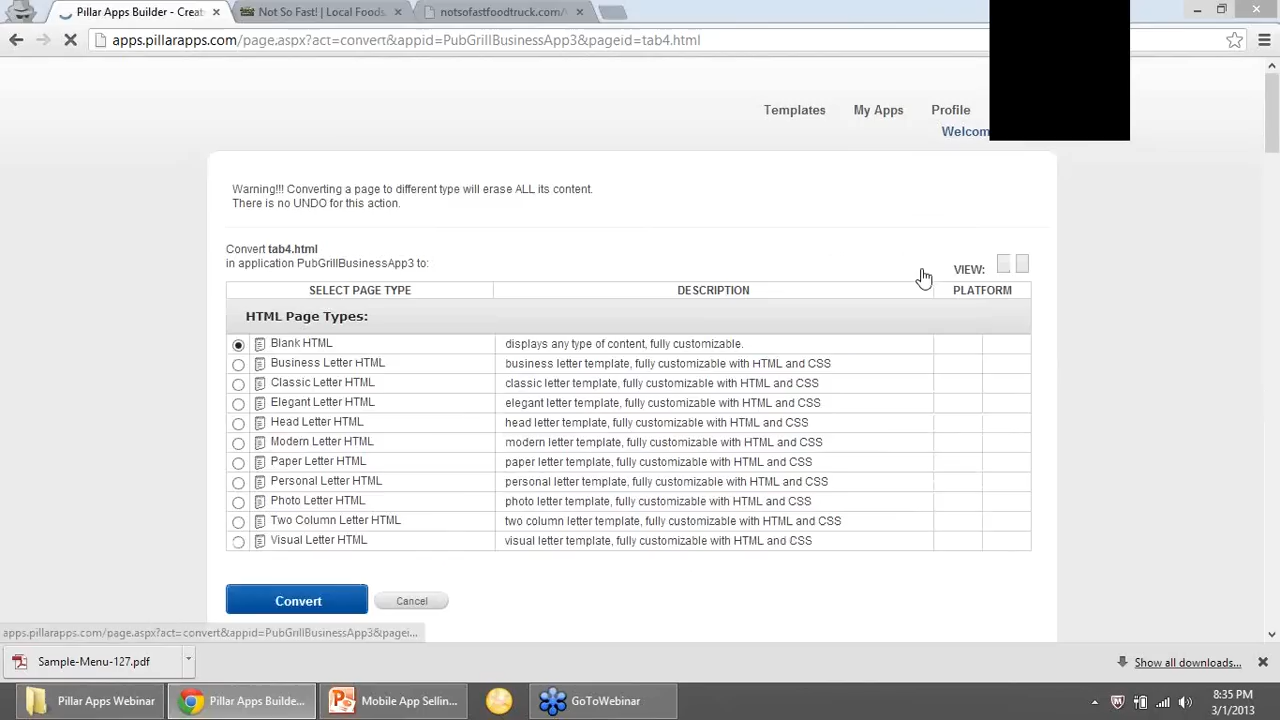 Pillar Apps Builder - Creat
Not So Fast! | Local Foods
notsofastfoodtruck.com/
apps.pillarapps.com/page.aspx?act=convert&appid=PubGrillBusinessApp3&pageid=tab4.html
Templates My Apps Profile
Welcom
Warning!!! Converting a page to different type will erase ALL its content.
There is no UNDO for this action.
Convert tab4.html
in application PubGrillBusinessApp3 to:
VIEW:
SELECT PAGE TYPE DESCRIPTION PLATFORM
HTML Page Types:
Blank HTML displays any type of content, fully customizable.
Business Letter HTML business letter template, fully customizable with HTML and CSS
Classic Letter HTML classic letter template, fully customizable with HTML and CSS
Elegant Letter HTML elegant letter template, fully customizable with HTML and CSS
Head Letter HTML head letter template, fully customizable with HTML and CSS
Modern Letter HTML modern letter template, fully customizable with HTML and CSS
Paper Letter HTML paper letter template, fully customizable with HTML and CSS
Personal Letter HTML personal letter template, fully customizable with HTML and CSS
Photo Letter HTML photo letter template, fully customizable with HTML and CSS
Two Column Letter HTML two column letter template, fully customizable with HTML and CSS
Visual Letter HTML visual letter template, fully customizable with HTML and CSS
Convert Cancel
apps.pillarapps.com/page.aspx?act=convert&appid=PubGrillBusinessApp3&pagei...
Sample-Menu-127.pdf
Show all downloads...
Pillar Apps Webinar
Pillar Apps Builde...
Mobile App Sellin...
GoToWebinar
8:35 PM
3/1/2013